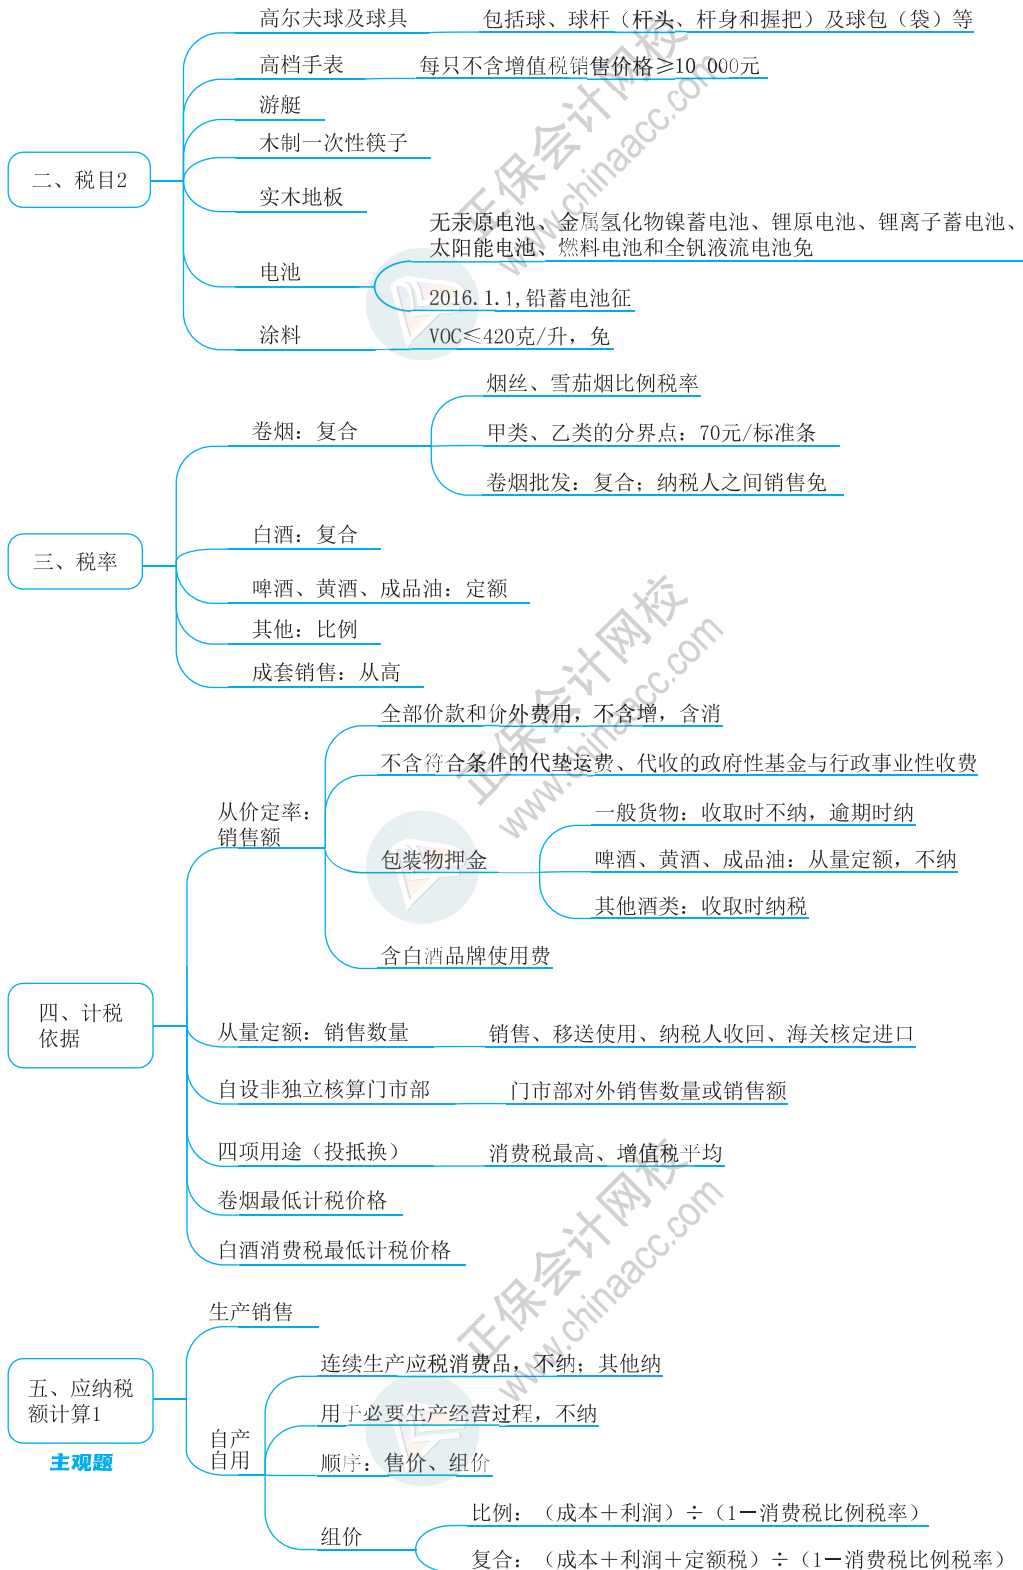 高尔夫球及球具
包括球、球杆（杆头、杆身和握把）及球包（袋）等
高档手表
每只不含增值税销售价格≥10 000元
游艇
木制一次性筷子
二、税目2
实木地板
无汞原电池、金属氢化物镍蓄电池、锂原电池、锂离子蓄电池、
太阳能电池、燃料电池和全钒液流电池免
电池
2016.1.1,铅蓄电池征
涂料
VOC≤420克/升，免
烟丝、雪茄烟比例税率
卷烟：复合
甲类、乙类的分界点：70元/标准条
卷烟批发：复合；纳税人之间销售免
白酒：复合
三、税率
啤酒、黄酒、成品油：定额
其他：比例
成套销售：从高
全部价款和价外费用，不含增，含消
不含符合条件的代垫运费、代收的政府性基金与行政事业性收费
从价定率：
销售额
一般货物：收取时不纳，逾期时纳
包装物押金
啤酒、黄酒、成品油：从量定额，不纳
其他酒类：收取时纳税
含白酒品牌使用费
四、计税
依据
从量定额：销售数量
销售、移送使用、纳税人收回、海关核定进口
自设非独立核算门市部
门市部对外销售数量或销售额
四项用途（投抵换）
消费税最高、增值税平均
卷烟最低计税价格
白酒消费税最低计税价格
生产销售
连续生产应税消费品，不纳；其他纳
五、应纳税
额计算1
主观题
用于必要生产经营过程，不纳
自产
自用
顺序：售价、组价
组价
比例：（成本＋利润）÷（1－消费税比例税率）
复合：（成本＋利润＋定额税）÷（1－消费税比例税率）
正保会计网校
www.chinaacc.com
正保会计网校
www.chinaacc.com
正保会计网校
www.chinaacc.com